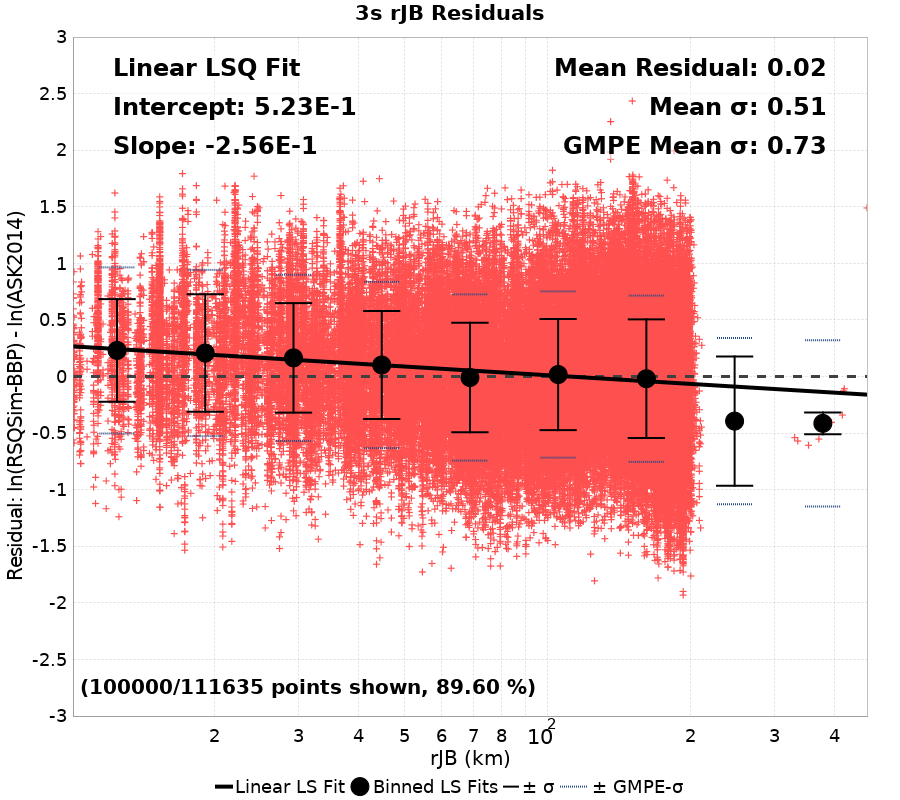 3s rJB Residuals
Linear LSQ Fit
Intercept: 5.23E-1
Slope: -2.56E-1
Mean Residual: 0.02
Mean σ: 0.51
GMPE Mean σ: 0.73
Residual: ln(RSQSim-BBP) - ln(ASK2014)
3
2.5
2
1.5
1
0.5
0
-0.5
-1
-1.5
-2
-2.5
-3
(100000/111635 points shown, 89.60 %)
2 3 4 5 6 7 8 10² 2 3 4
rJB (km)
Linear LS Fit Binned LS Fits ± σ ± GMPE-σ